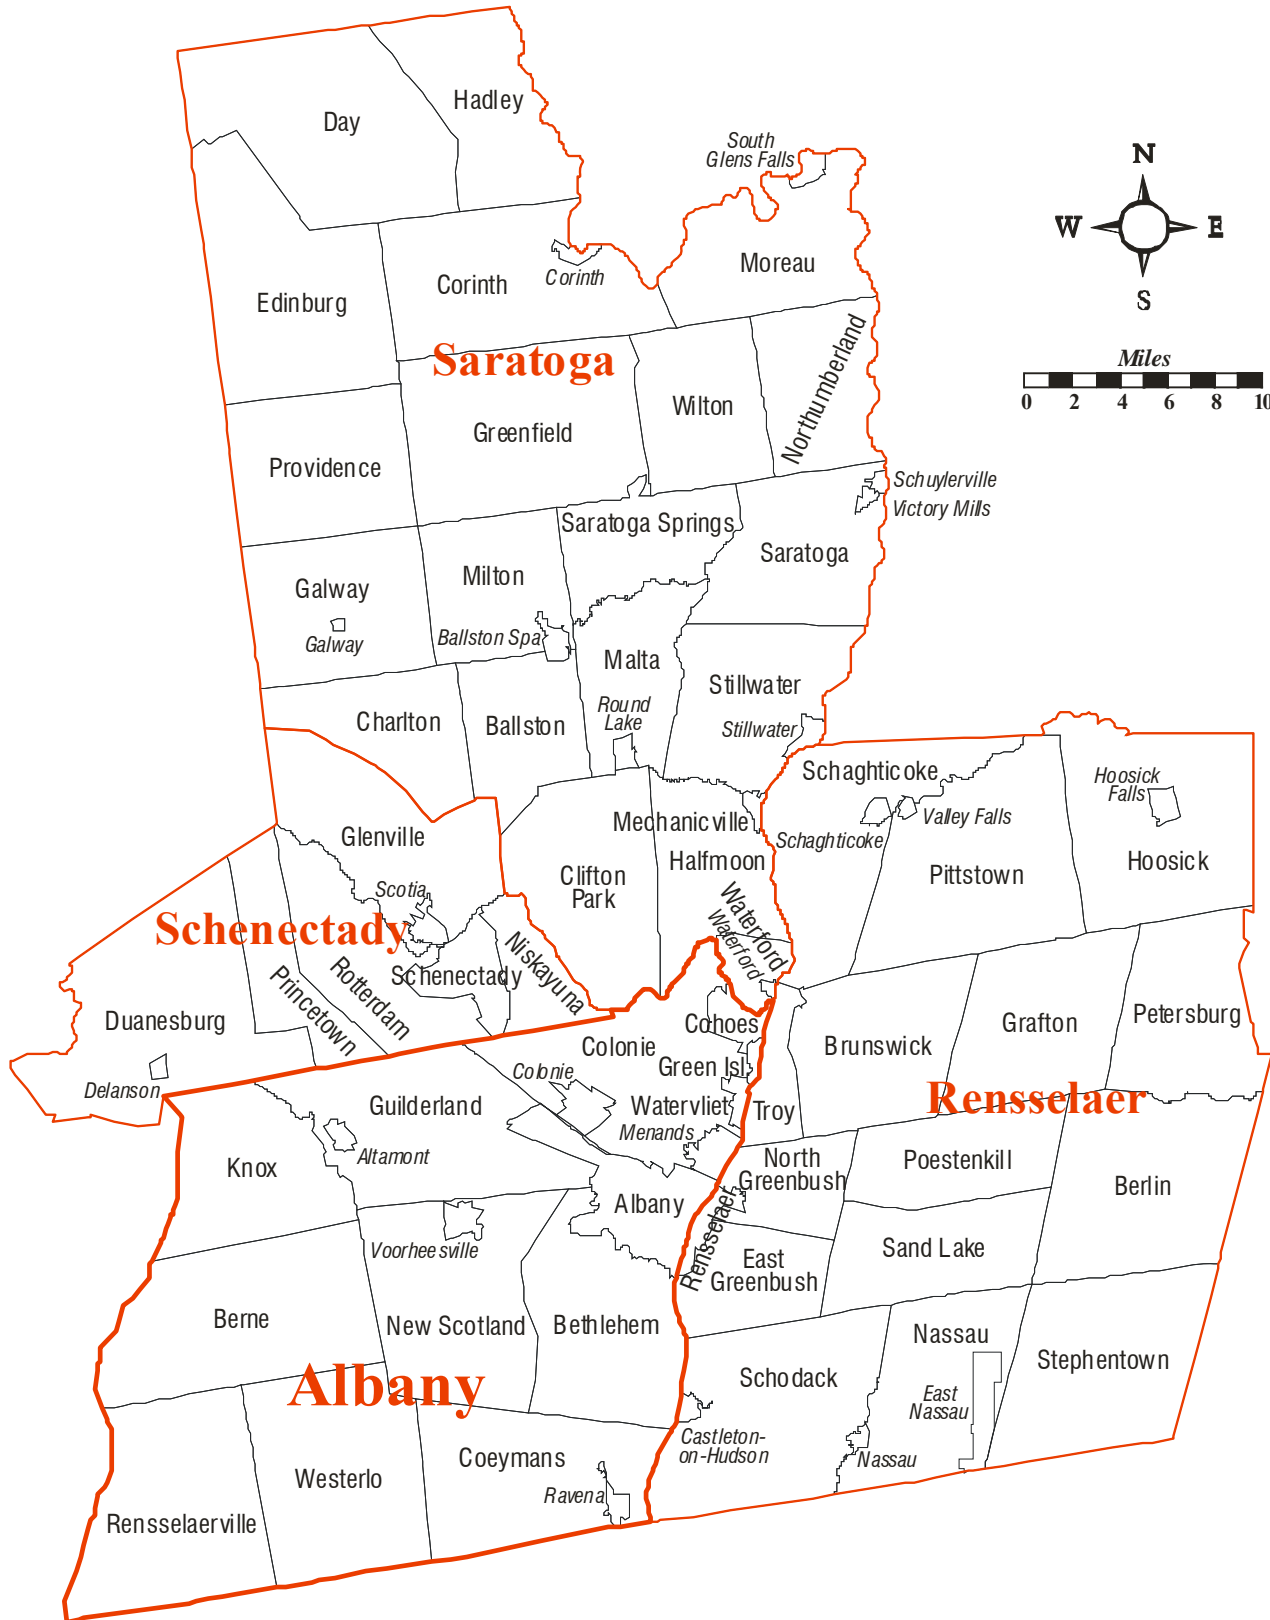 Hadley
Day
South
Glens Falls
N
W
E
S
Moreau
Corinth
Corinth
Edinburg
Northumberland
Saratoga
Miles
0 2 4 6 8 10
Wilton
Greenfield
Providence
Schuylerville
Victory Mills
Saratoga Springs
Saratoga
Milton
Galway
Galway
Ballston Spa
Malta
Stillwater
Round
Lake
Stillwater
Charlton
Ballston
Schaghticoke
Hoosick
Falls
Mechanicville
Schaghticoke
Valley Falls
Glenville
Halfmoon
Hoosick
Clifton
Park
Pittstown
Scotia
Waterford
Waterford
Schenectady
Niskayuna
Schenectady
Rotterdam
Princetown
Duanesburg
Cohoes
Colonie
Brunswick
Grafton
Petersburg
Green Isl.
Colonie
Delanson
Rensselaer
Guilderland
Watervliet
Troy
Menands
Altamont
Knox
North
Greenbush
Poestenkill
Berlin
Albany
Rensselaer
Voorheesville
Sand Lake
East
Greenbush
Berne
New Scotland
Bethlehem
Nassau
Stephentown
Albany
Schodack
East
Nassau
Castleton-
on-Hudson
Nassau
Coeymans
Westerlo
Ravena
Rensselaerville